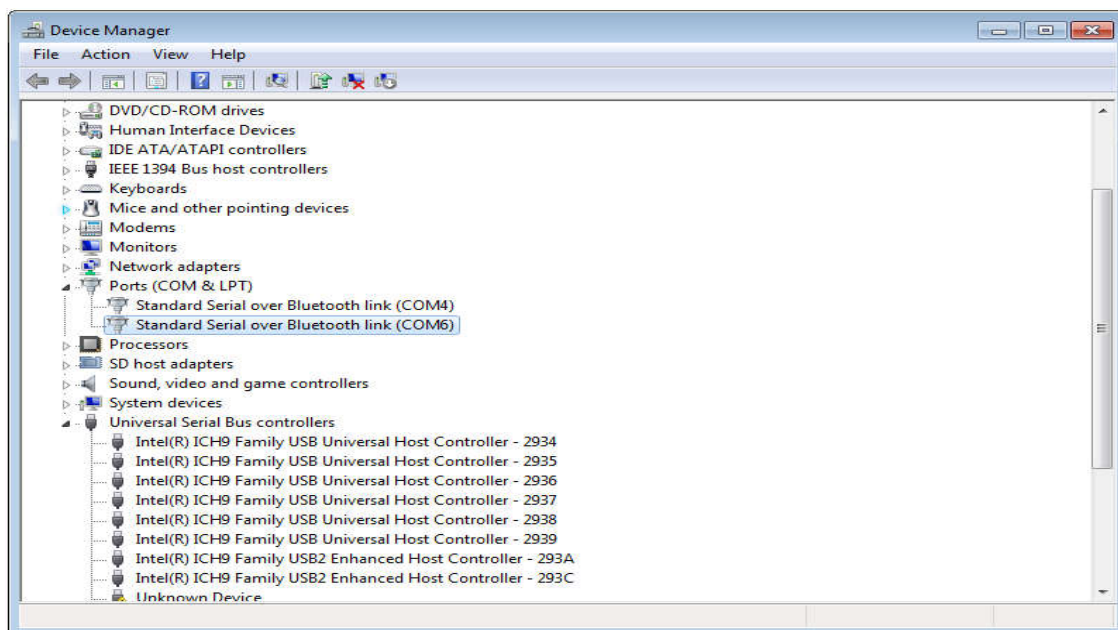 Device Manager
File Action View Help
DVD/CD-ROM drives
Human Interface Devices
IDE ATA/ATAPI controllers
IEEE 1394 Bus host controllers
Keyboards
Mice and other pointing devices
Modems
Monitors
Network adapters
Ports (COM & LPT)
Standard Serial over Bluetooth link (COM4)
Standard Serial over Bluetooth link (COM6)
Processors
SD host adapters
Sound, video and game controllers
System devices
Universal Serial Bus controllers
Intel(R) ICH9 Family USB Universal Host Controller - 2934
Intel(R) ICH9 Family USB Universal Host Controller - 2935
Intel(R) ICH9 Family USB Universal Host Controller - 2936
Intel(R) ICH9 Family USB Universal Host Controller - 2937
Intel(R) ICH9 Family USB Universal Host Controller - 2938
Intel(R) ICH9 Family USB Universal Host Controller - 2939
Intel(R) ICH9 Family USB2 Enhanced Host Controller - 293A
Intel(R) ICH9 Family USB2 Enhanced Host Controller - 293C
Unknown Device